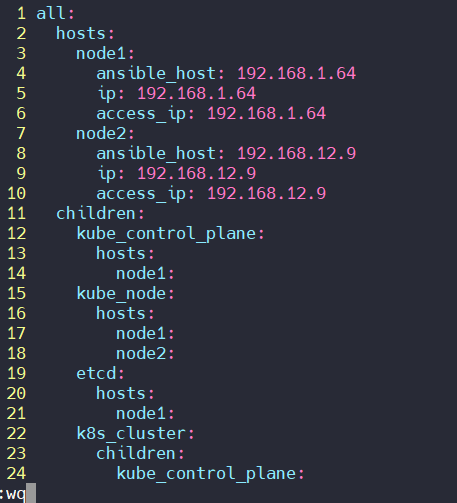 1 all:
2   hosts:
3     node1:
4       ansible_host: 192.168.1.64
5       ip: 192.168.1.64
6       access_ip: 192.168.1.64
7     node2:
8       ansible_host: 192.168.12.9
9       ip: 192.168.12.9
10       access_ip: 192.168.12.9
11   children:
12     kube_control_plane:
13       hosts:
14         node1:
15     kube_node:
16       hosts:
17         node1:
18         node2:
19     etcd:
20       hosts:
21         node1:
22     k8s_cluster:
23       children:
24         kube_control_plane:
:wq